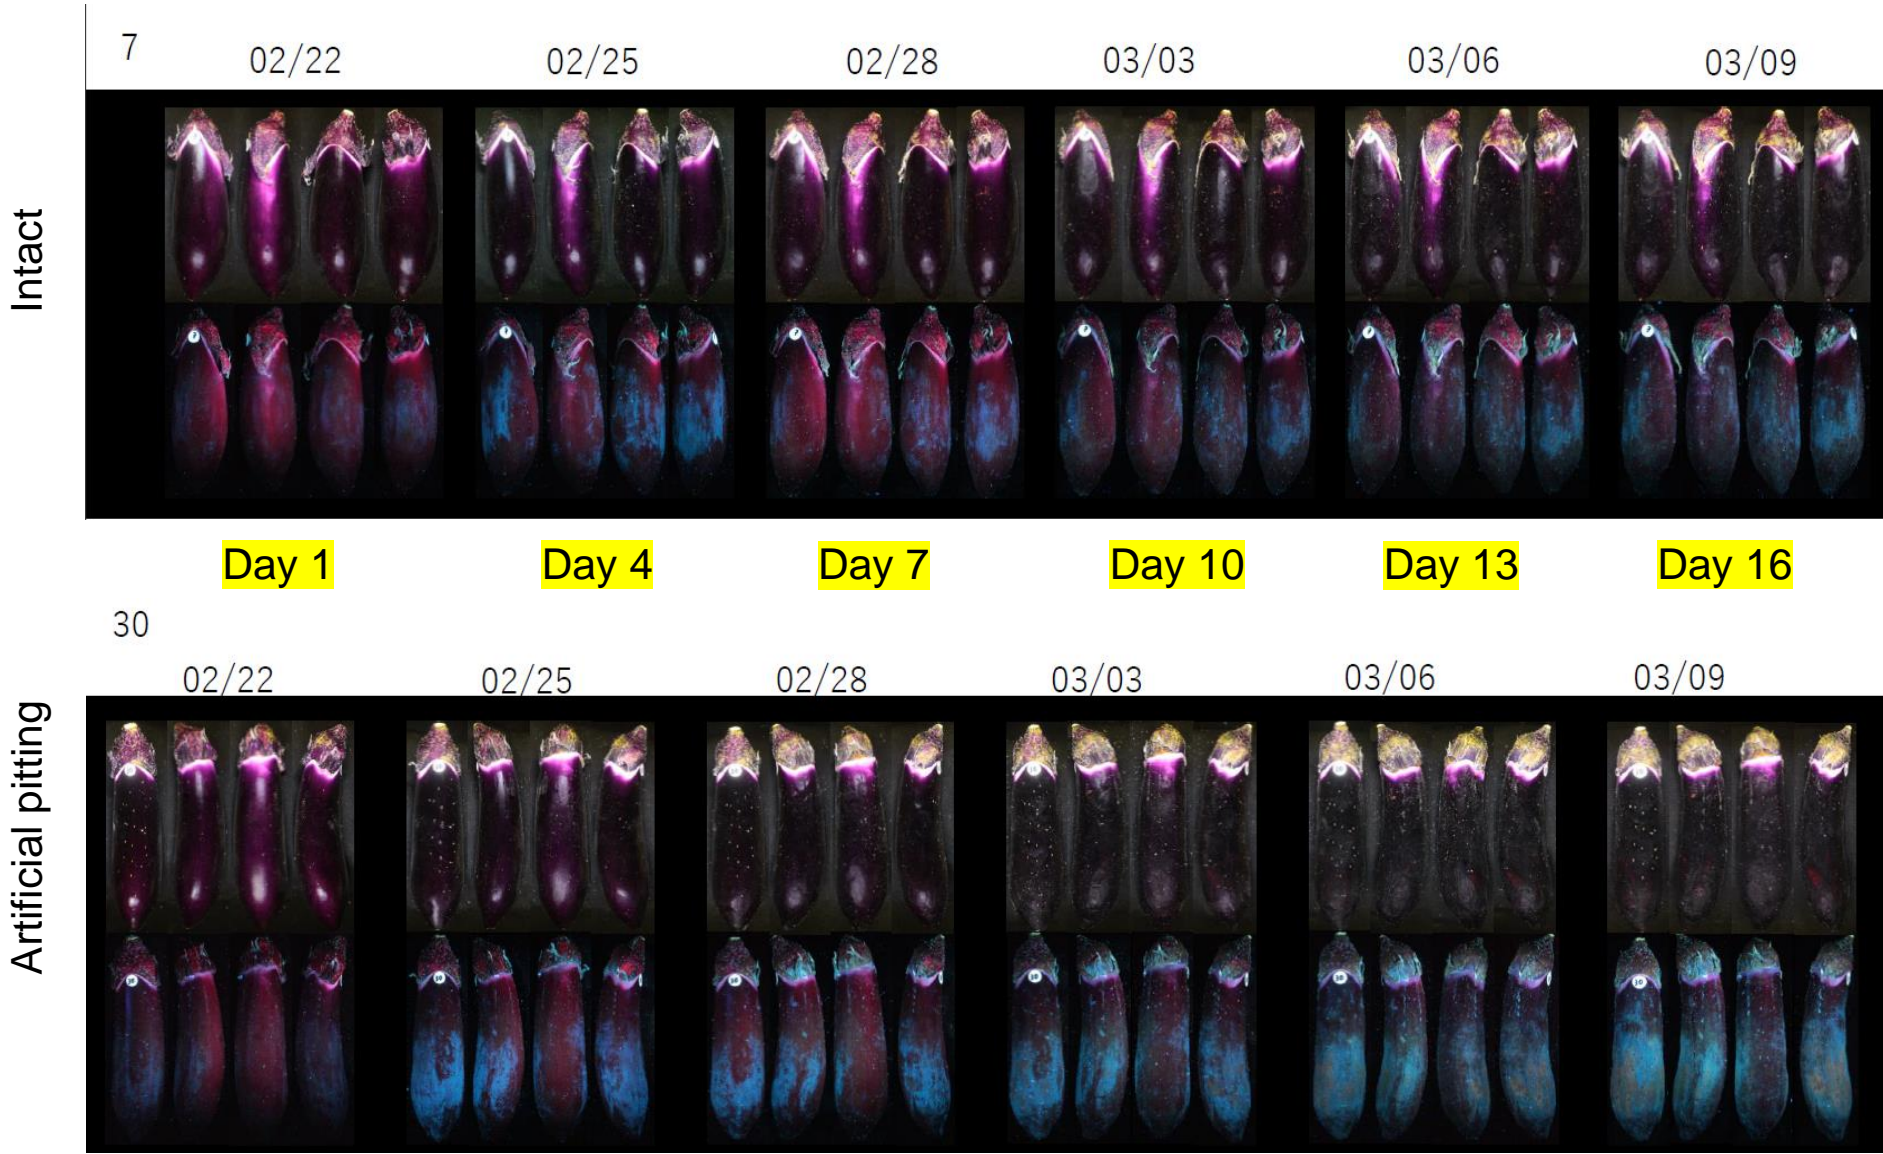 7
02/22 02/25 02/28 03/03 03/06 03/09
Intact
Day 1 Day 4 Day 7 Day 10 Day 13 Day 16
30
02/22 02/25 02/28 03/03 03/06 03/09
Artificial pitting